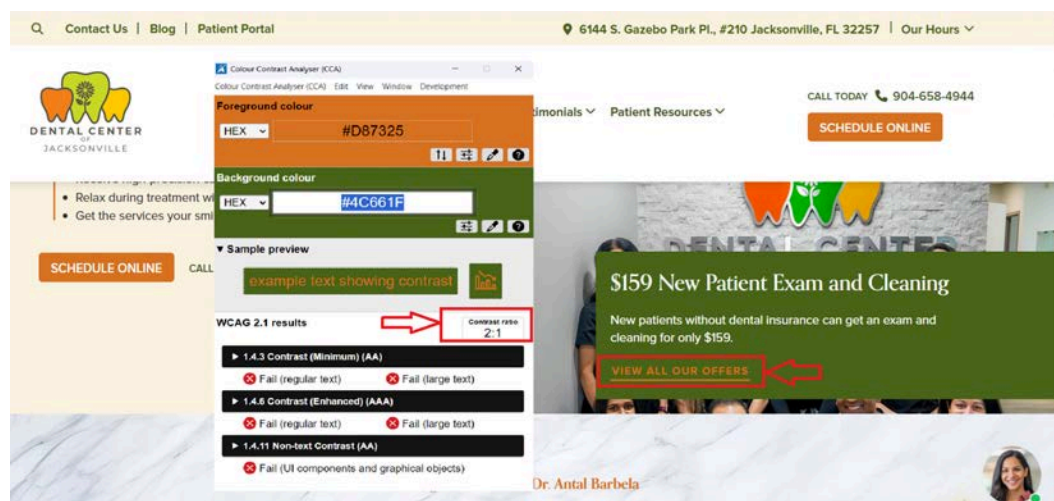 Contact Us | Blog | Patient Portal
6144 S. Gazebo Park Pl., #210 Jacksonville, FL 32257 | Our Hours
DENTAL CENTER
OF
JACKSONVILLE
Testimonials
Patient Resources
CALL TODAY 904-658-4944
SCHEDULE ONLINE
Colour Contrast Analyser (CCA)
Colour Contrast Analyser (CCA) Edit View Window Development
Foreground colour
HEX #D87325
Background colour
HEX #4C661F
▼ Sample preview
example text showing contrast
WCAG 2.1 results
Contrast ratio
2:1
► 1.4.3 Contrast (Minimum) (AA)
Fail (regular text) Fail (large text)
► 1.4.6 Contrast (Enhanced) (AAA)
Fail (regular text) Fail (large text)
► 1.4.11 Non-text Contrast (AA)
Fail (UI components and graphical objects)
• Relax during treatment
• Get the services your
SCHEDULE ONLINE CALL
DENTAL CENTER
$159 New Patient Exam and Cleaning
New patients without dental insurance can get an exam and
cleaning for only $159.
VIEW ALL OUR OFFERS
Dr. Antal Barbela